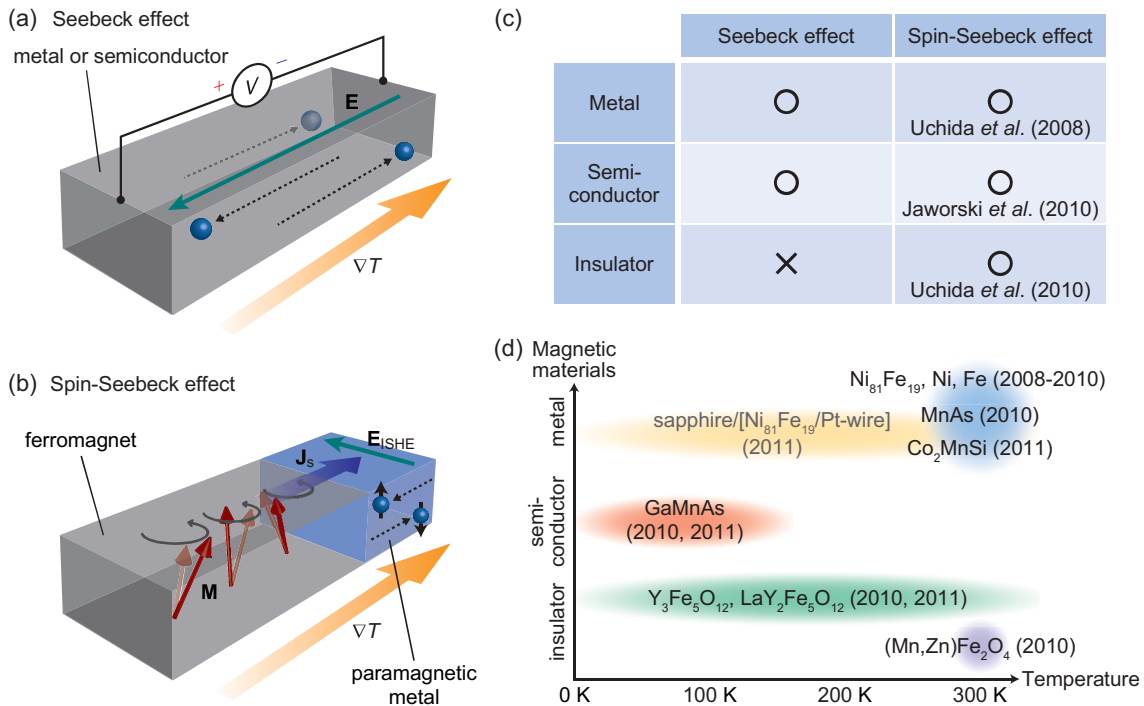 (a) Seebeck effect
metal or semiconductor
+
V
−
E
∇T
(b) Spin-Seebeck effect
ferromagnet
E_ISHE
J_s
M
∇T
paramagnetic
metal
(c)
Seebeck effect
Spin-Seebeck effect
Metal
○
○
Uchida et al. (2008)
Semi-
conductor
○
○
Jaworski et al. (2010)
Insulator
×
○
Uchida et al. (2010)
(d) Magnetic
materials
metal
semi-
conductor
insulator
Ni₈₁Fe₁₉, Ni, Fe (2008-2010)
sapphire/[Ni₈₁Fe₁₉/Pt-wire]
(2011)
MnAs (2010)
Co₂MnSi (2011)
GaMnAs
(2010, 2011)
Y₃Fe₅O₁₂, LaY₂Fe₅O₁₂ (2010, 2011)
(Mn,Zn)Fe₂O₄ (2010)
0 K
100 K
200 K
300 K
Temperature